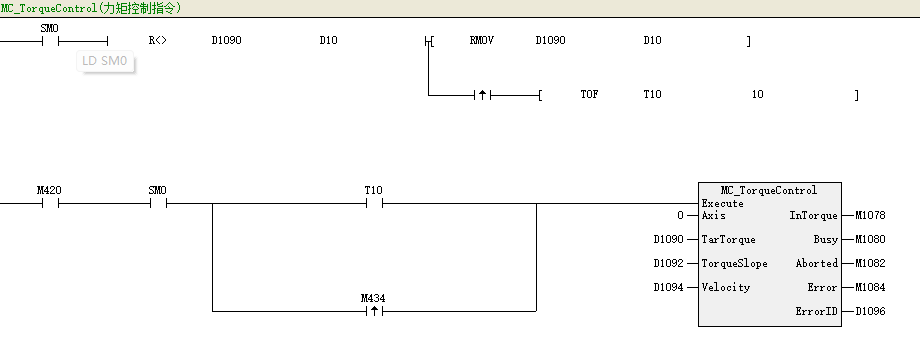 MC_TorqueControl(力矩控制指令)
SM0
R<> D1090 D10 [ RMOV D1090 D10 ]
LD SM0
[ TOF T10 10 ]
M420 SM0 T10 MC_TorqueControl
Execute
0 Axis InTorque M1078
D1090 TarTorque Busy M1080
D1092 TorqueSlope Aborted M1082
D1094 Velocity Error M1084
M434
ErrorID D1096